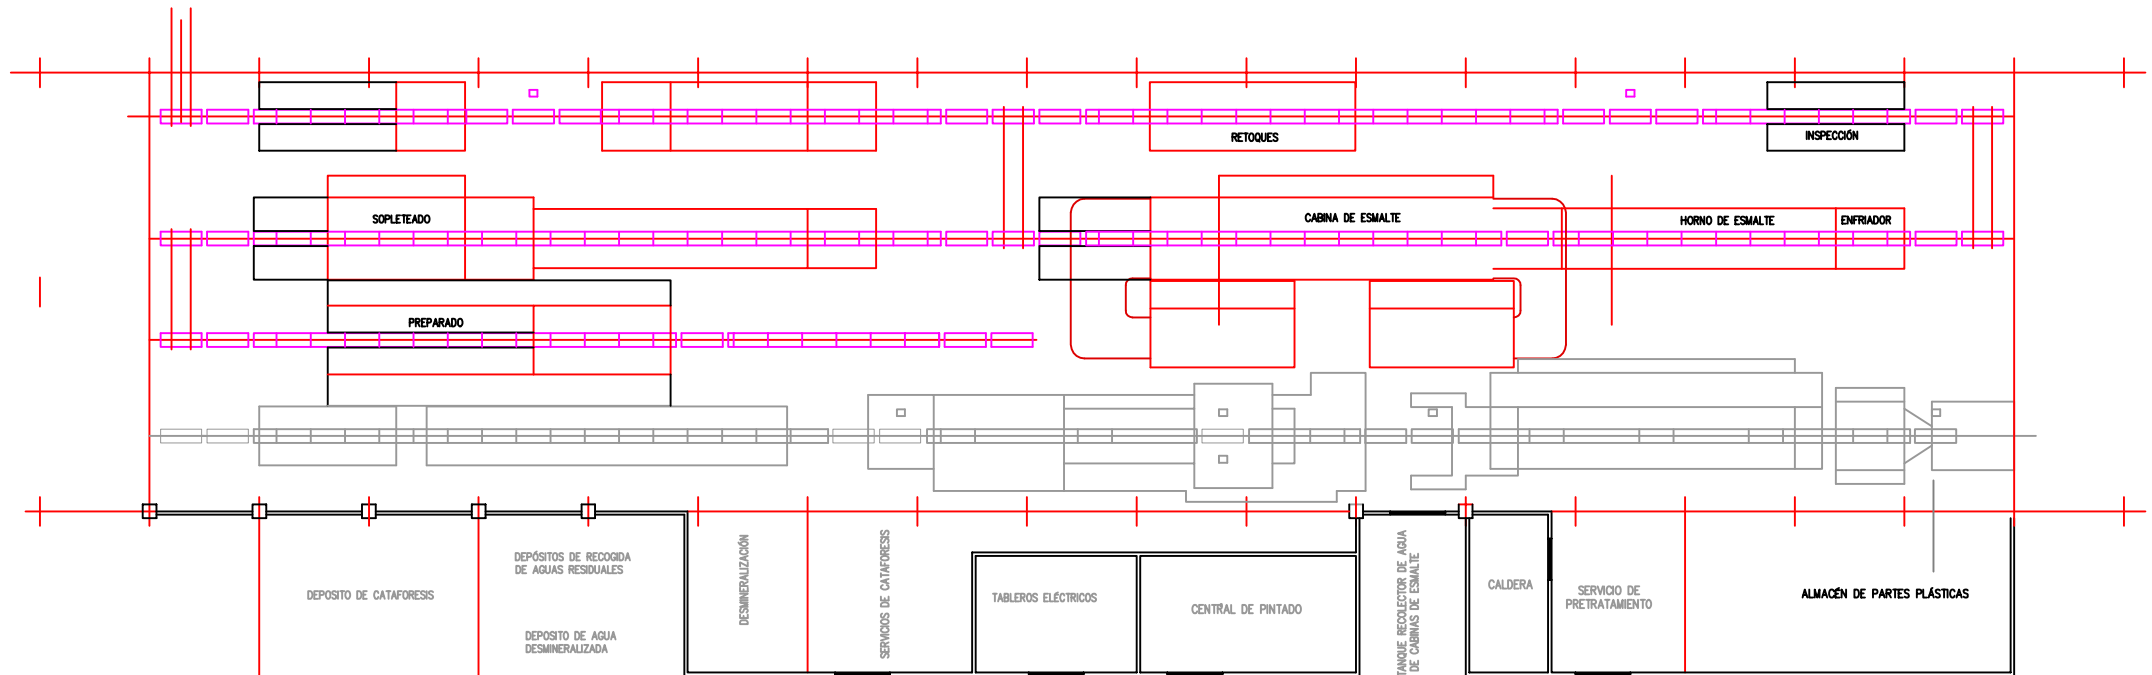 RETOQUES
INSPECCIÓN
SOPLETEADO
CABINA DE ESMALTE
HORNO DE ESMALTE
ENFRIADOR
PREPARADO
DEPOSITO DE CATAFORESIS
DEPÓSITOS DE RECOGIDA
DE AGUAS RESIDUALES
DEPOSITO DE AGUA
DESMINERALIZADA
DESMINERALIZACIÓN
SERVICIOS DE CATAFORESIS
TABLEROS ELÉCTRICOS
CENTRAL DE PINTADO
TANQUE RECOLECTOR DE AGUA
DE CABINAS DE ESMALTE
CALDERA
SERVICIO DE
PRETRATAMIENTO
ALMACÉN DE PARTES PLÁSTICAS